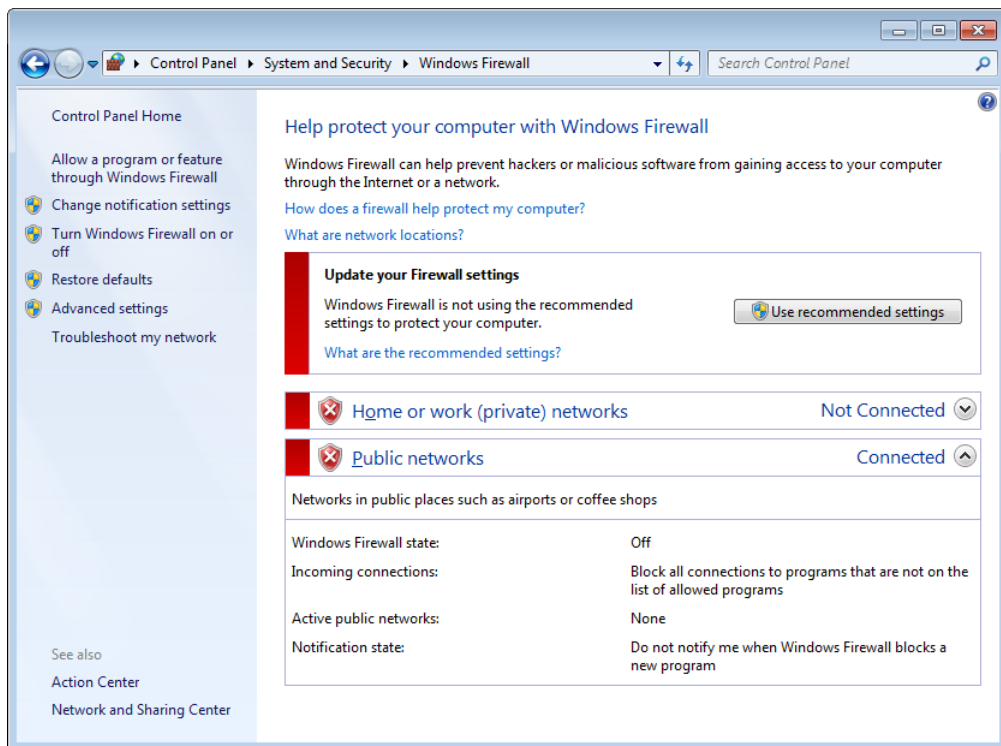 Control Panel ▸ System and Security ▸ Windows Firewall
Search Control Panel
Control Panel Home
Allow a program or feature
through Windows Firewall
Change notification settings
Turn Windows Firewall on or
off
Restore defaults
Advanced settings
Troubleshoot my network
See also
Action Center
Network and Sharing Center
Help protect your computer with Windows Firewall
Windows Firewall can help prevent hackers or malicious software from gaining access to your computer
through the Internet or a network.
How does a firewall help protect my computer?
What are network locations?
Update your Firewall settings
Windows Firewall is not using the recommended
settings to protect your computer.
Use recommended settings
What are the recommended settings?
Home or work (private) networks Not Connected
Public networks Connected
Networks in public places such as airports or coffee shops
Windows Firewall state: Off
Incoming connections: Block all connections to programs that are not on the
list of allowed programs
Active public networks: None
Notification state: Do not notify me when Windows Firewall blocks a
new program